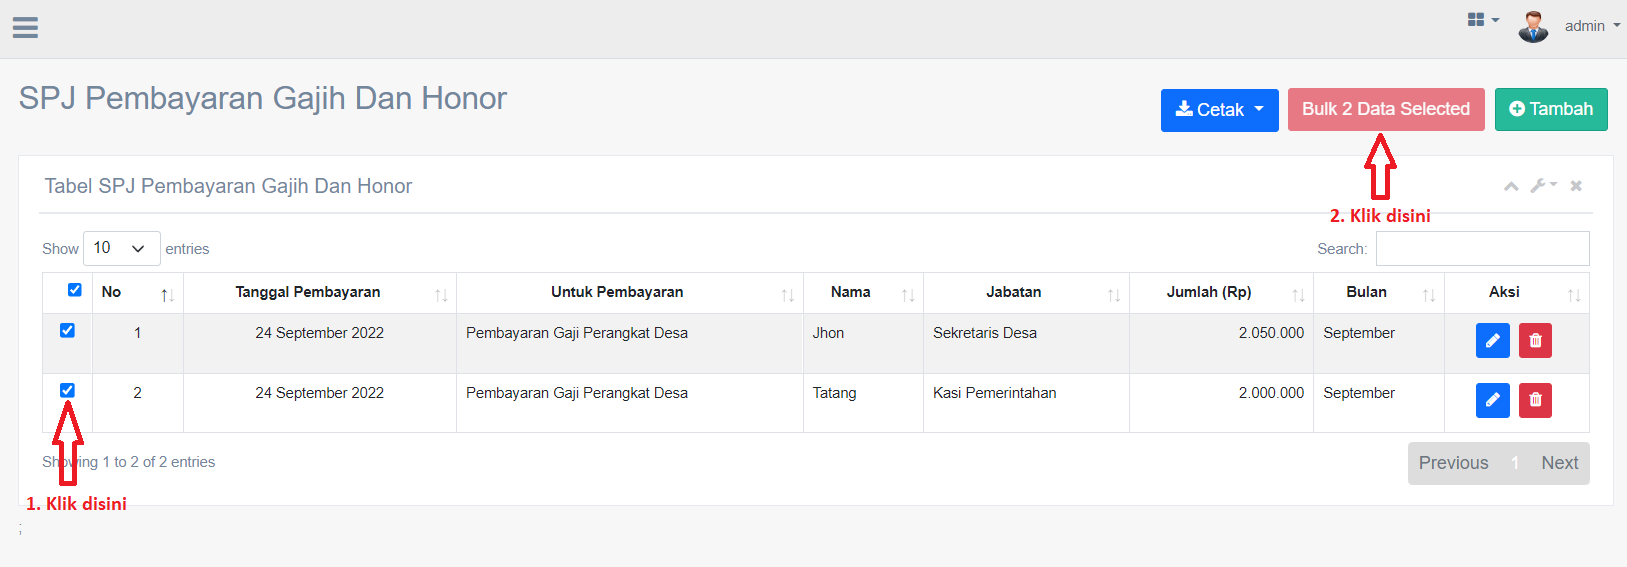 admin
SPJ Pembayaran Gajih Dan Honor
Cetak
Bulk 2 Data Selected
Tambah
Tabel SPJ Pembayaran Gajih Dan Honor
2. Klik disini
Show 10 entries
Search:
No Tanggal Pembayaran Untuk Pembayaran Nama Jabatan Jumlah (Rp) Bulan Aksi
1 24 September 2022 Pembayaran Gaji Perangkat Desa Jhon Sekretaris Desa 2.050.000 September
2 24 September 2022 Pembayaran Gaji Perangkat Desa Tatang Kasi Pemerintahan 2.000.000 September
Showing 1 to 2 of 2 entries
Previous 1 Next
1. Klik disini
;